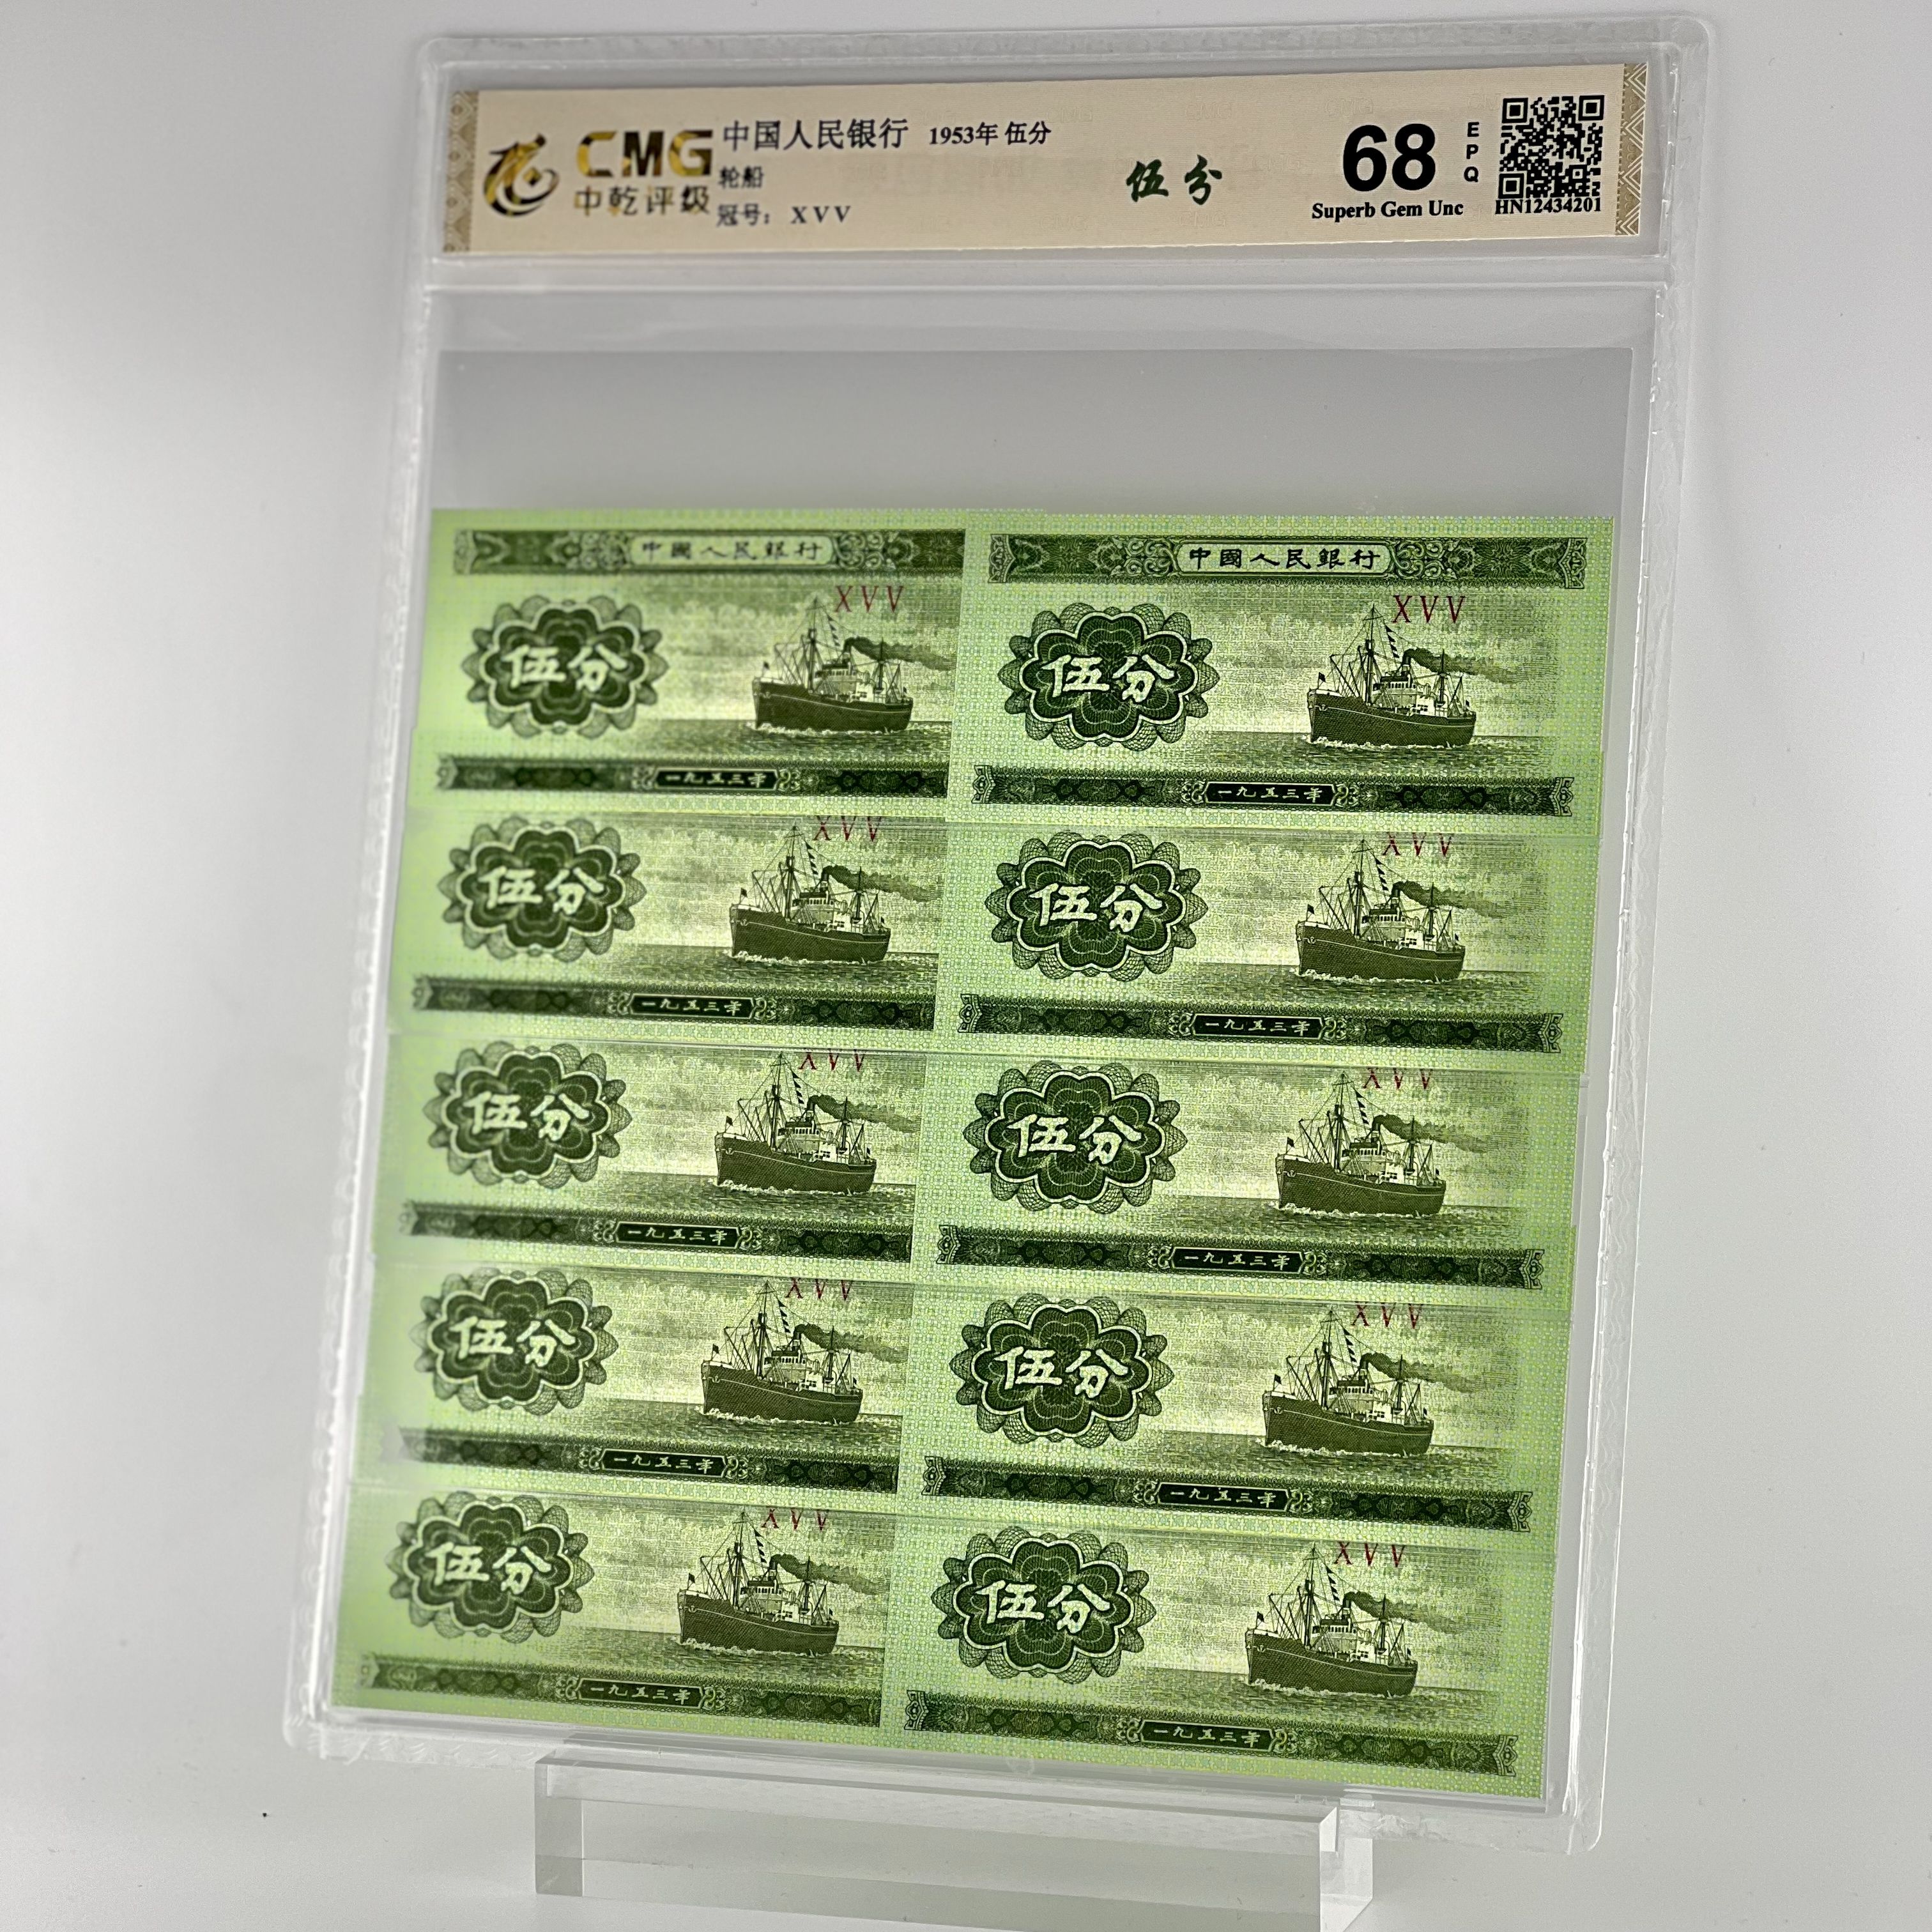 CMG
中乾评级
中国人民银行 1953年 伍分
轮船
冠号: XVV
伍分
68
EPQ
Superb Gem Unc
HN12434201
中國人民銀行
XVV
伍分
一九五三年
中國人民銀行
XVV
伍分
一九五三年
XVV
伍分
一九五三年
XVV
伍分
一九五三年
XVV
伍分
一九五三年
XVV
伍分
一九五三年
XVV
伍分
一九五三年
XVV
伍分
一九五三年
XVV
伍分
一九五三年
XVV
伍分
一九五三年